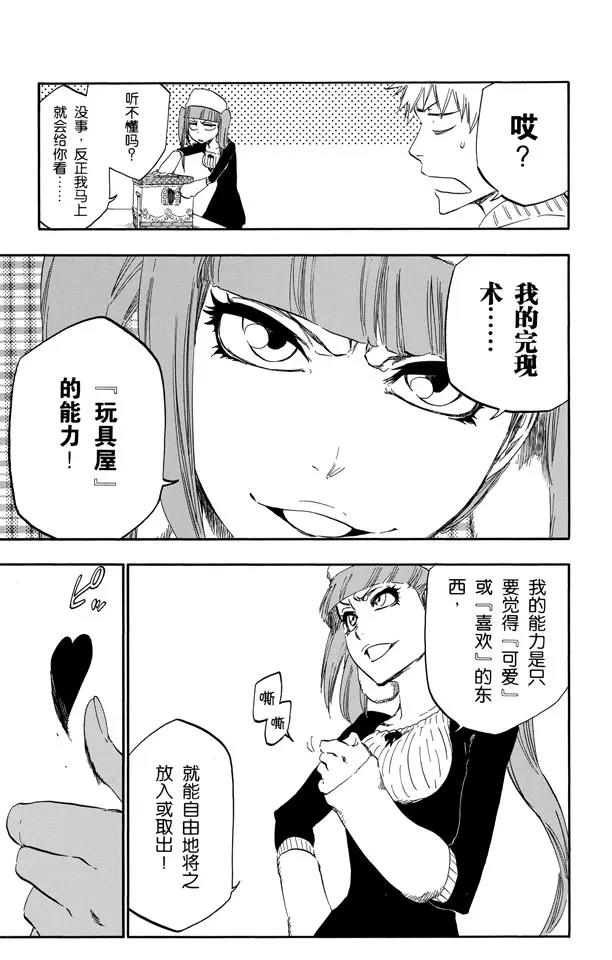 哎？
听不懂吗？
没事，反正我马上
就会给你看……
我的完现
术……
『玩具屋』
的能力！
我的能力是只
要觉得『可爱』
或『喜欢』的东
西，
嘶
嘶
就能自由地将之
放入或取出！
ピッ